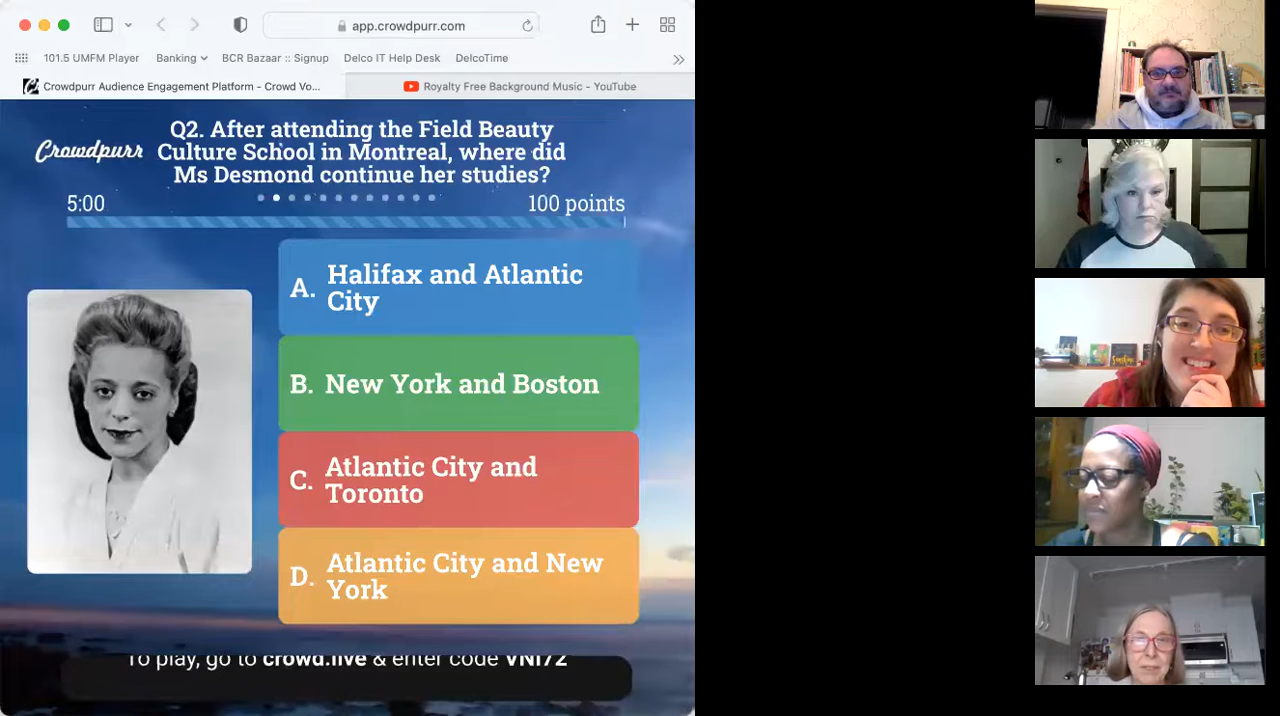 app.crowdpurr.com
101.5 UMFM Player Banking BCR Bazaar :: Signup Delco IT Help Desk DelcoTime
Crowdpurr Audience Engagement Platform - Crowd Vo... Royalty Free Background Music - YouTube
Crowdpurr
Q2. After attending the Field Beauty
Culture School in Montreal, where did
Ms Desmond continue her studies?
5:00 100 points
A. Halifax and Atlantic
City
B. New York and Boston
C. Atlantic City and
Toronto
D. Atlantic City and New
York
To play, go to crowd.live & enter code VNI72